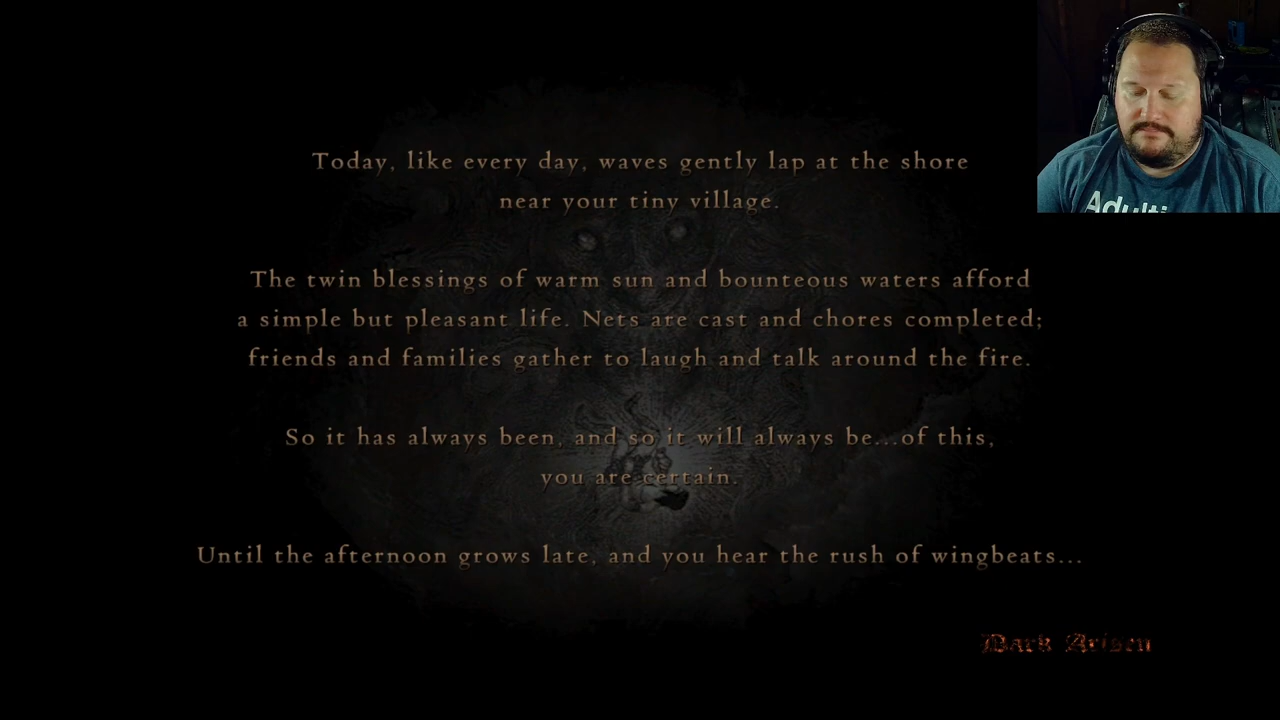 Today, like every day, waves gently lap at the shore
near your tiny village.
The twin blessings of warm sun and bounteous waters afford
a simple but pleasant life. Nets are cast and chores completed;
friends and families gather to laugh and talk around the fire.
So it has always been, and so it will always be...of this,
you are certain.
Until the afternoon grows late, and you hear the rush of wingbeats...
Dark Arisen